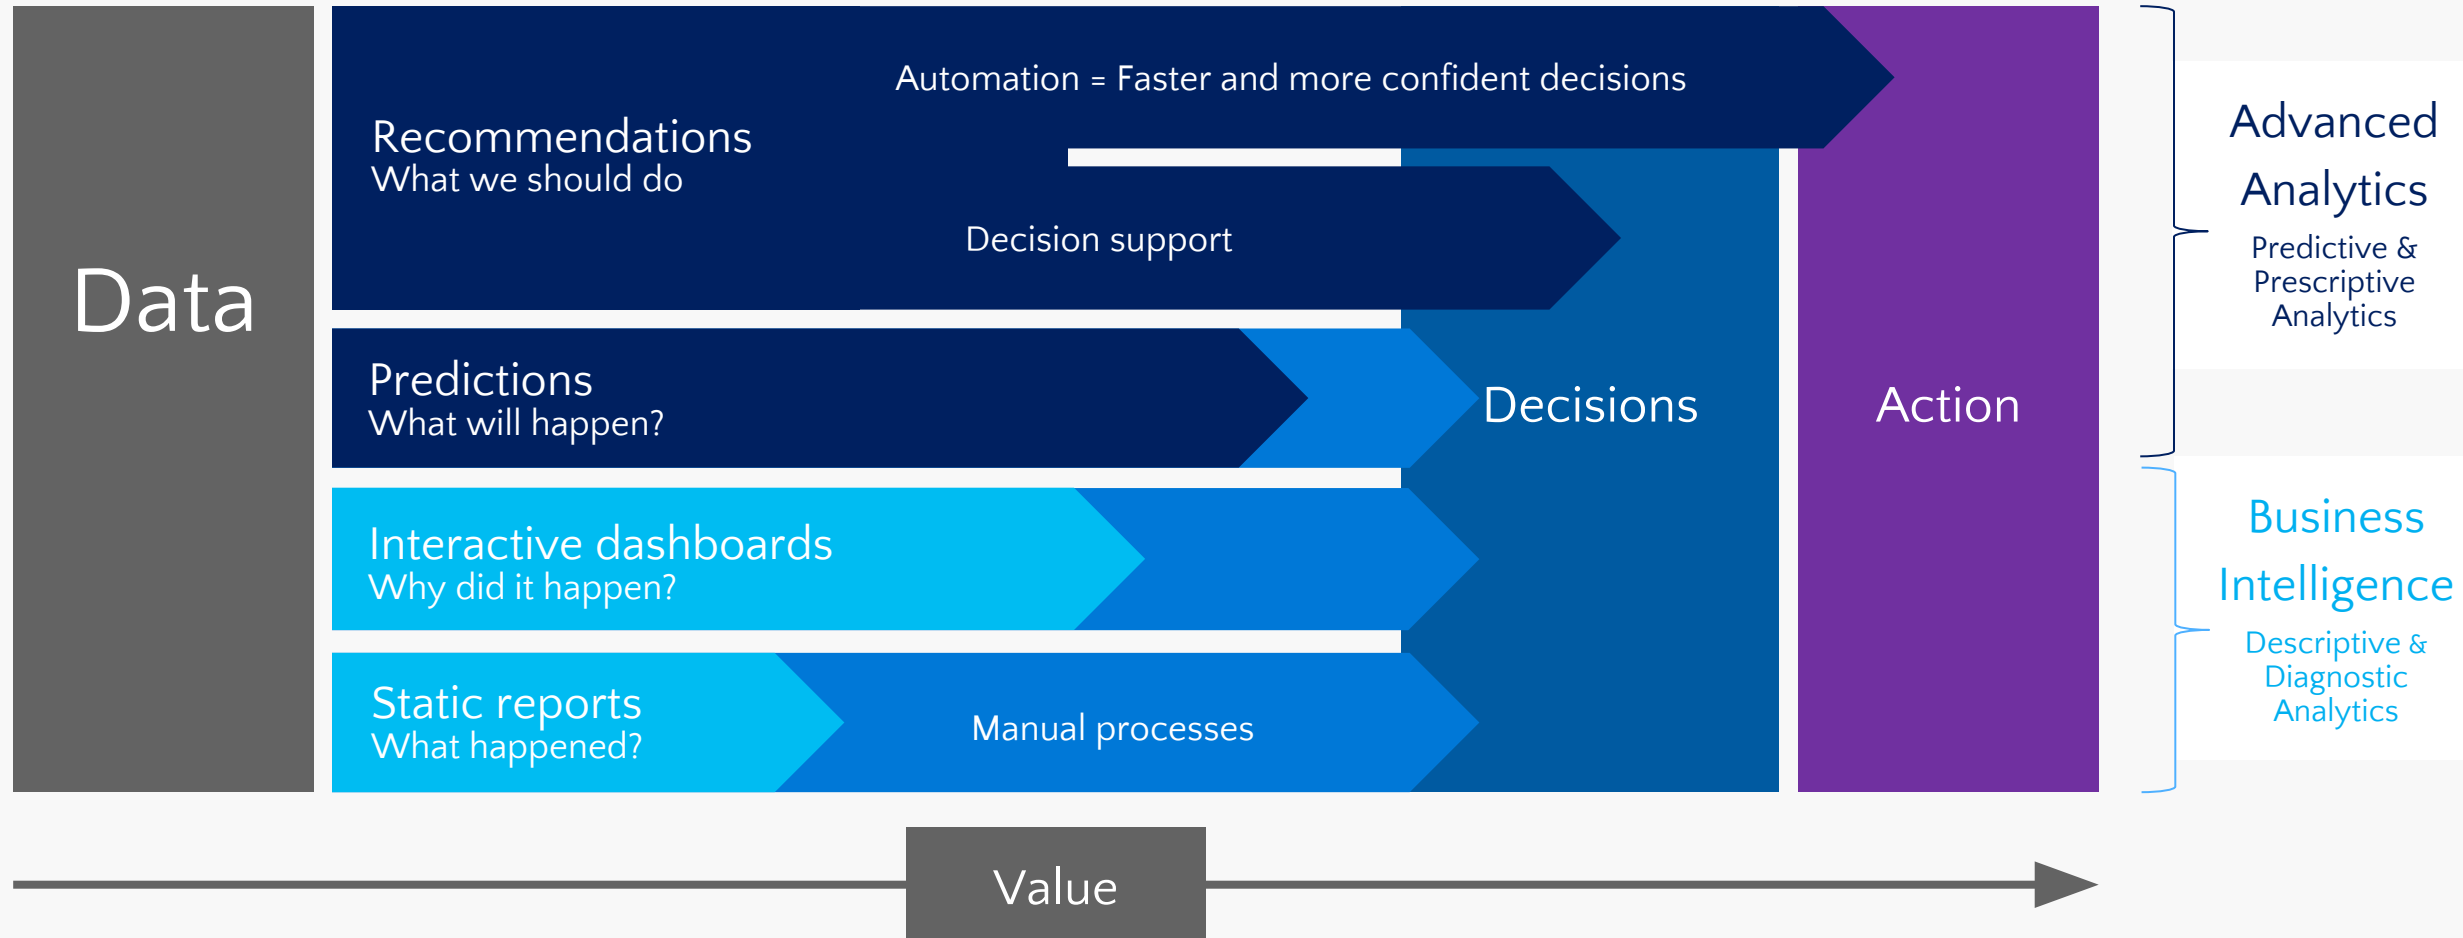 Data
Automation = Faster and more confident decisions
Recommendations
What we should do
Decision support
Predictions
What will happen?
Interactive dashboards
Why did it happen?
Static reports
What happened?
Manual processes
Decisions
Action
Advanced
Analytics
Predictive &
Prescriptive
Analytics
Business
Intelligence
Descriptive &
Diagnostic
Analytics
Value